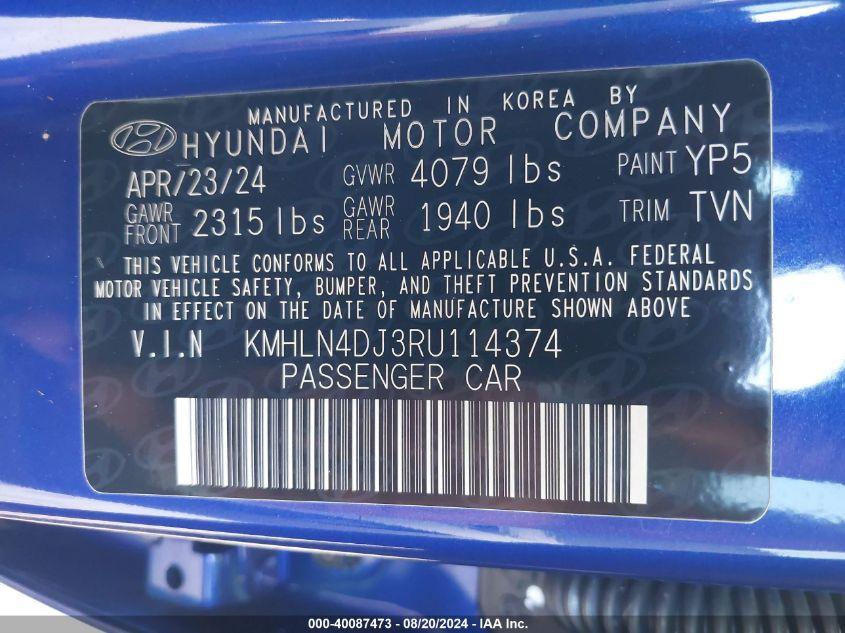 MANUFACTURED IN KOREA BY
HYUNDAI MOTOR COMPANY
APR/23/24 GVWR 4079 lbs PAINT YP5
GAWR FRONT 2315 lbs GAWR REAR 1940 lbs TRIM TVN
THIS VEHICLE CONFORMS TO ALL APPLICABLE U.S.A. FEDERAL
MOTOR VEHICLE SAFETY, BUMPER, AND THEFT PREVENTION STANDARDS
IN EFFECT ON THE DATE OF MANUFACTURE SHOWN ABOVE
V.I.N KMHLN4DJ3RU114374
PASSENGER CAR
000-40087473 - 08/20/2024 - IAA Inc.